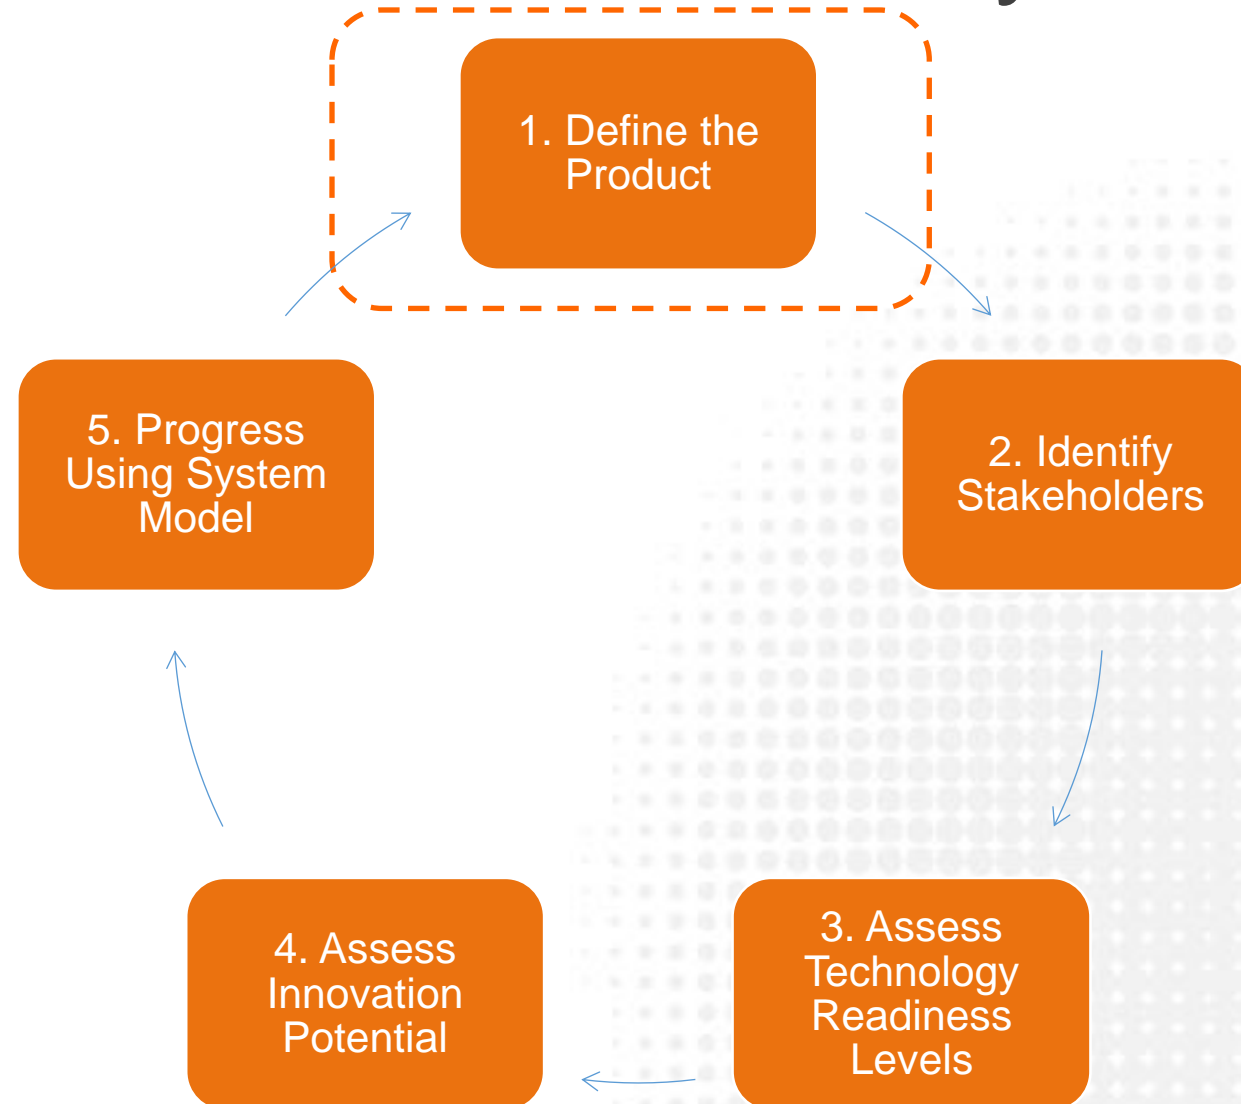 1. Define the
Product
2. Identify
Stakeholders
3. Assess
Technology
Readiness
Levels
4. Assess
Innovation
Potential
5. Progress
Using System
Model